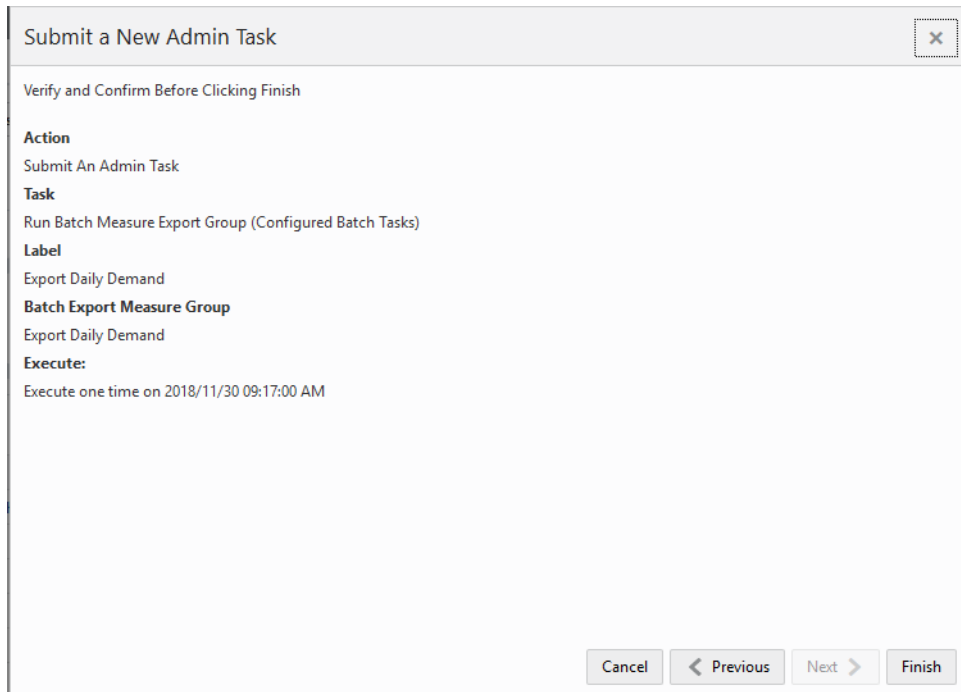 Submit a New Admin Task
Verify and Confirm Before Clicking Finish
Action
Submit An Admin Task
Task
Run Batch Measure Export Group (Configured Batch Tasks)
Label
Export Daily Demand
Batch Export Measure Group
Export Daily Demand
Execute:
Execute one time on 2018/11/30 09:17:00 AM
Cancel Previous Next Finish